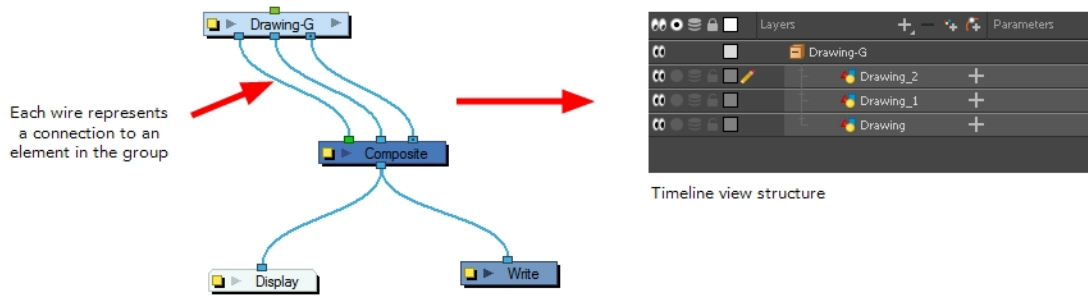 Drawing-G
Each wire represents
a connection to an
element in the group
Composite
Display
Write
Layers
Parameters
Drawing-G
Drawing_2
Drawing_1
Drawing
Timeline view structure